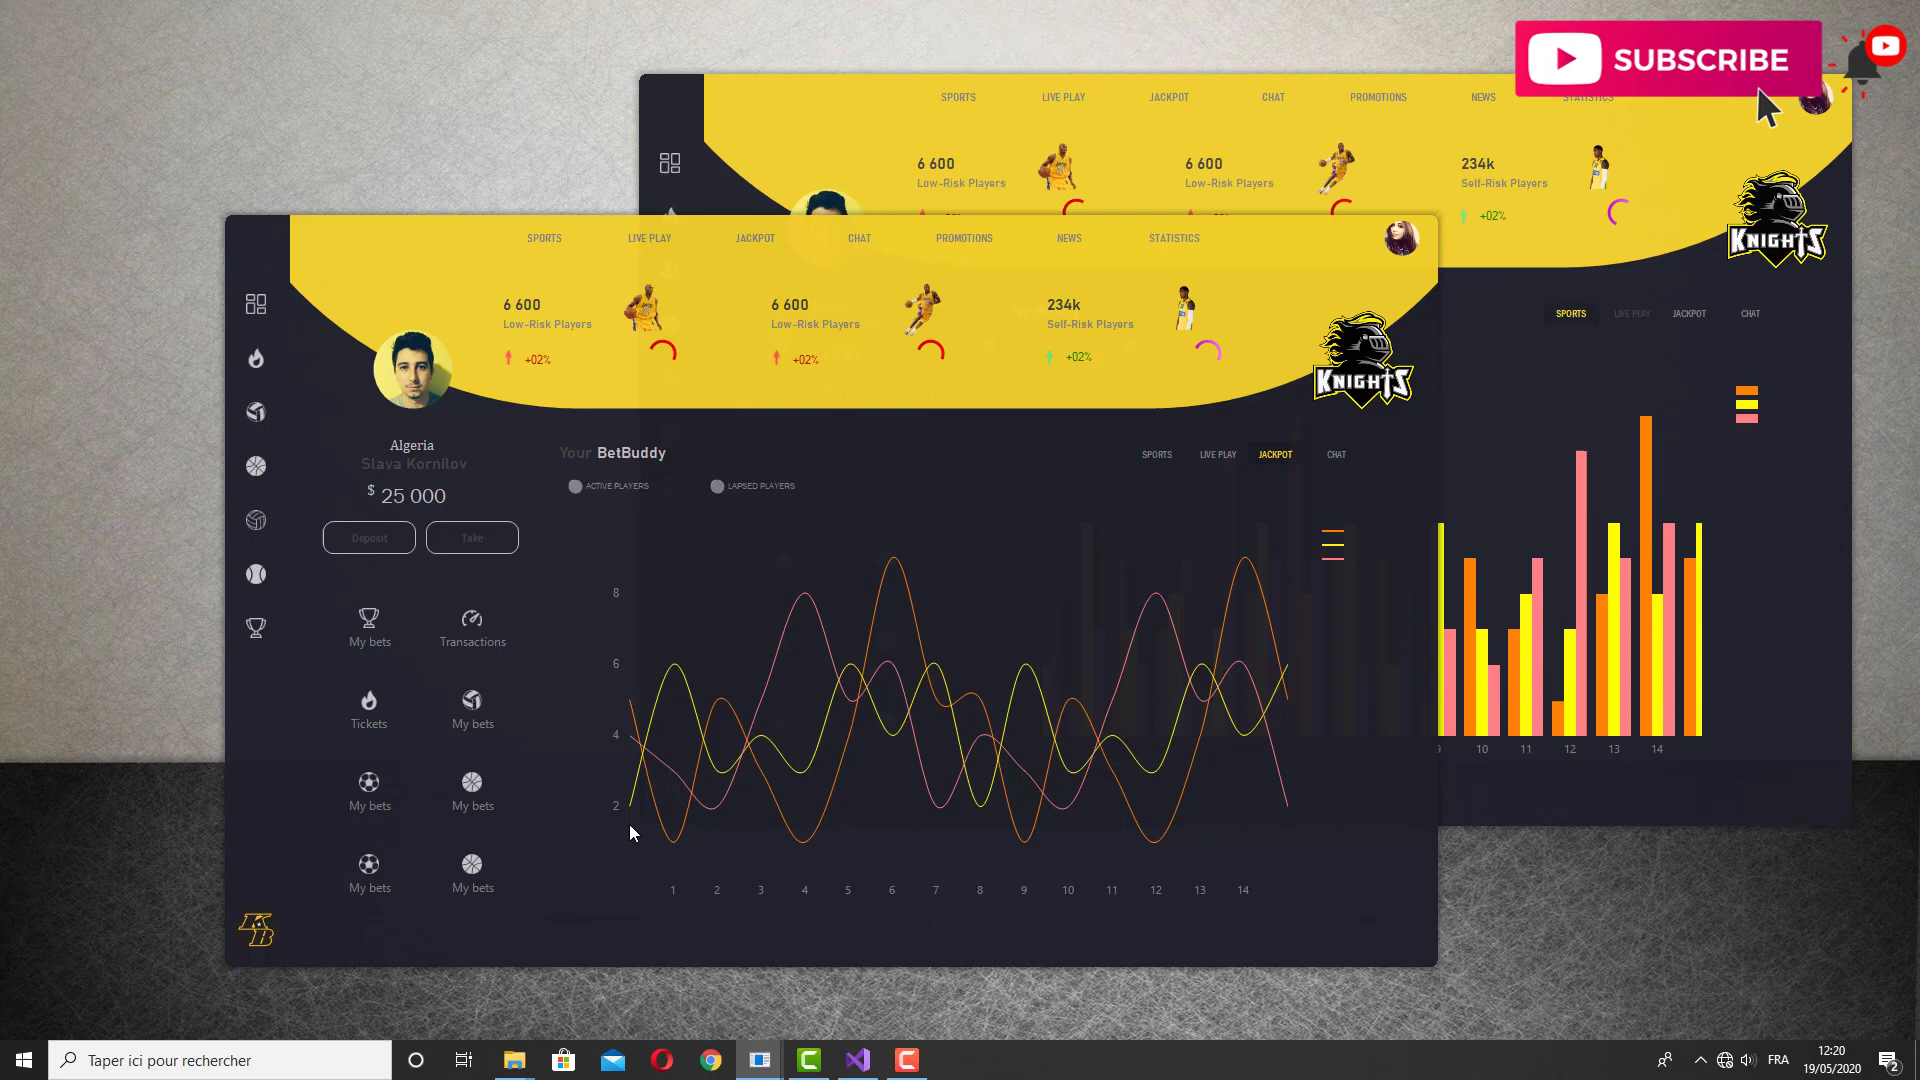 SUBSCRIBE
SPORTS LIVE PLAY JACKPOT CHAT PROMOTIONS NEWS STATISTICS
6 600 6 600 234k
Low-Risk Players Low-Risk Players Self-Risk Players
+02%
KNIGHTS
SPORTS LIVE PLAY JACKPOT CHAT
9 10 11 12 13 14
SPORTS LIVE PLAY JACKPOT CHAT PROMOTIONS NEWS STATISTICS
6 600 6 600 234k
Low-Risk Players Low-Risk Players Self-Risk Players
+02% +02% +02%
KNIGHTS
Algeria
Slava Kornilov
$ 25 000
Deposit Take
My bets Transactions
Tickets My bets
My bets My bets
My bets My bets
KB
Your BetBuddy
SPORTS LIVE PLAY JACKPOT CHAT
ACTIVE PLAYERS LAPSED PLAYERS
8
6
4
2
1 2 3 4 5 6 7 8 9 10 11 12 13 14
Taper ici pour rechercher
FRA
12:20
19/05/2020
2